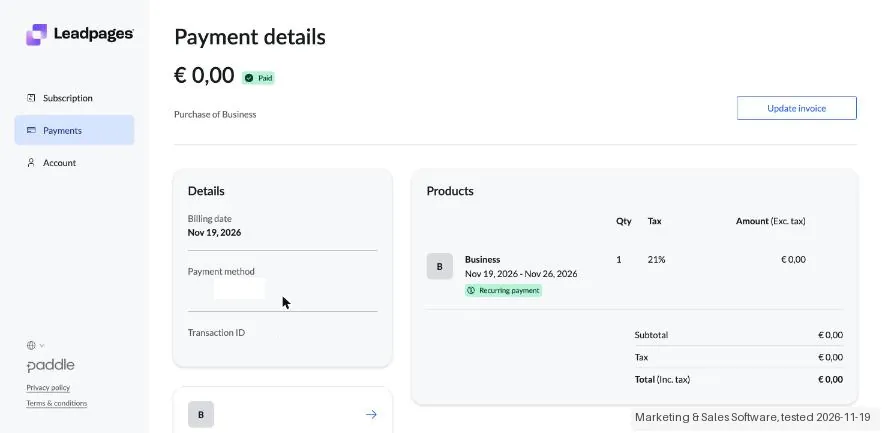 Leadpages
Payment details
€ 0,00 Paid
Purchase of Business
Update invoice
Subscription
Payments
Account
Details
Billing date
Nov 19, 2026
Payment method
Transaction ID
Products
Qty Tax Amount (Exc. tax)
B Business 1 21% € 0,00
Nov 19, 2026 - Nov 26, 2026
Recurring payment
Subtotal € 0,00
Tax € 0,00
Total (Inc. tax) € 0,00
B
paddle
Privacy policy
Terms & conditions
Marketing & Sales Software, tested 2026-11-19